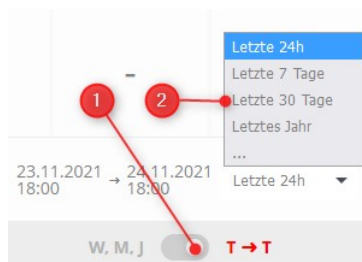 Letzte 24h
Letzte 7 Tage
–
1
2
Letzte 30 Tage
Letztes Jahr
...
23.11.2021 → 24.11.2021
18:00 18:00
Letzte 24h
W, M, J
T → T